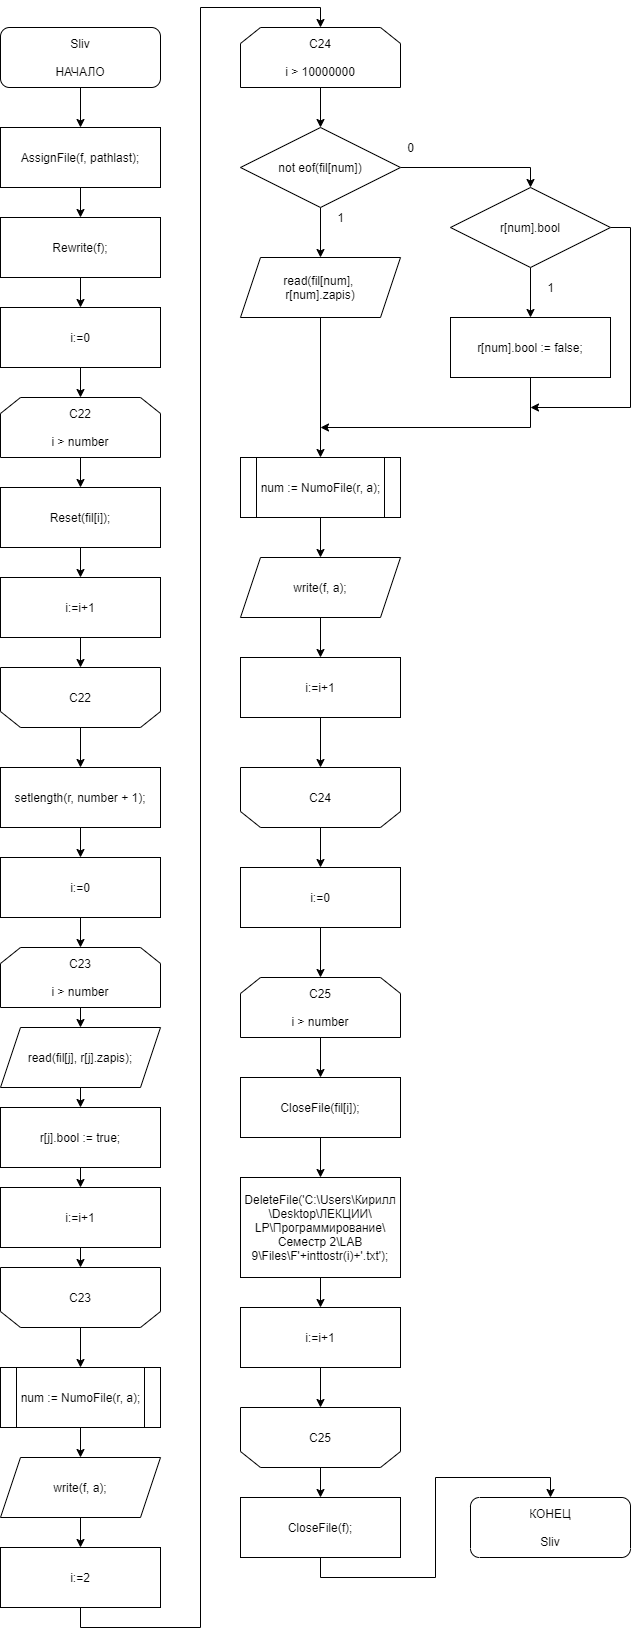 Sliv
НАЧАЛО
AssignFile(f, pathlast);
Rewrite(f);
i:=0
C22
i > number
Reset(fil[i]);
i:=i+1
C22
setlength(r, number + 1);
i:=0
C23
i > number
read(fil[j], r[j].zapis);
r[j].bool := true;
i:=i+1
C23
num := NumoFile(r, a);
write(f, a);
i:=2
C24
i > 10000000
not eof(fil[num])
0
1
r[num].bool
1
read(fil[num],
r[num].zapis)
r[num].bool := false;
num := NumoFile(r, a);
write(f, a);
i:=i+1
C24
i:=0
C25
i > number
CloseFile(fil[i]);
DeleteFile('C:\Users\Кирилл
\Desktop\ЛЕКЦИИ\
LP\Программирование\
Семестр 2\LAB
9\Files\F'+inttostr(i)+'.txt');
i:=i+1
C25
CloseFile(f);
КОНЕЦ
Sliv